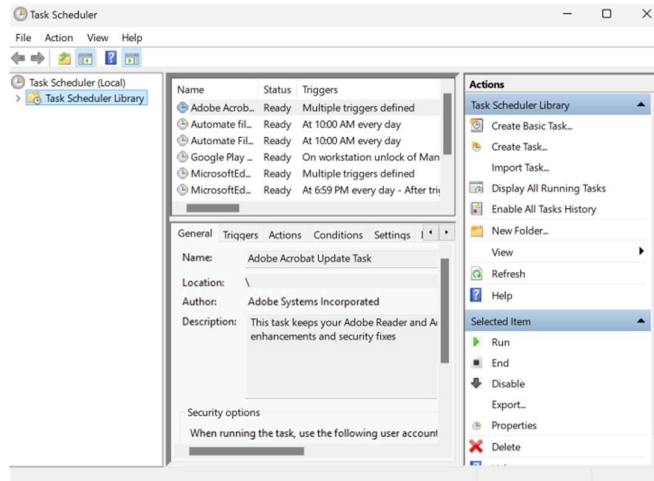 Task Scheduler
File Action View Help
Task Scheduler (Local)
Task Scheduler Library
Name Status Triggers
Adobe Acrob... Ready Multiple triggers defined
Automate fil... Ready At 10:00 AM every day
Automate Fil... Ready At 10:00 AM every day
Google Play ... Ready On workstation unlock of Man
MicrosoftEd... Ready Multiple triggers defined
MicrosoftEd... Ready At 6:59 PM every day - After trig
General Triggers Actions Conditions Settings
Name: Adobe Acrobat Update Task
Location: \
Author: Adobe Systems Incorporated
Description: This task keeps your Adobe Reader and
enhancements and security fixes
Security options
When running the task, use the following user account
Actions
Task Scheduler Library
Create Basic Task...
Create Task...
Import Task...
Display All Running Tasks
Enable All Tasks History
New Folder...
View
Refresh
Help
Selected Item
Run
End
Disable
Export...
Properties
Delete